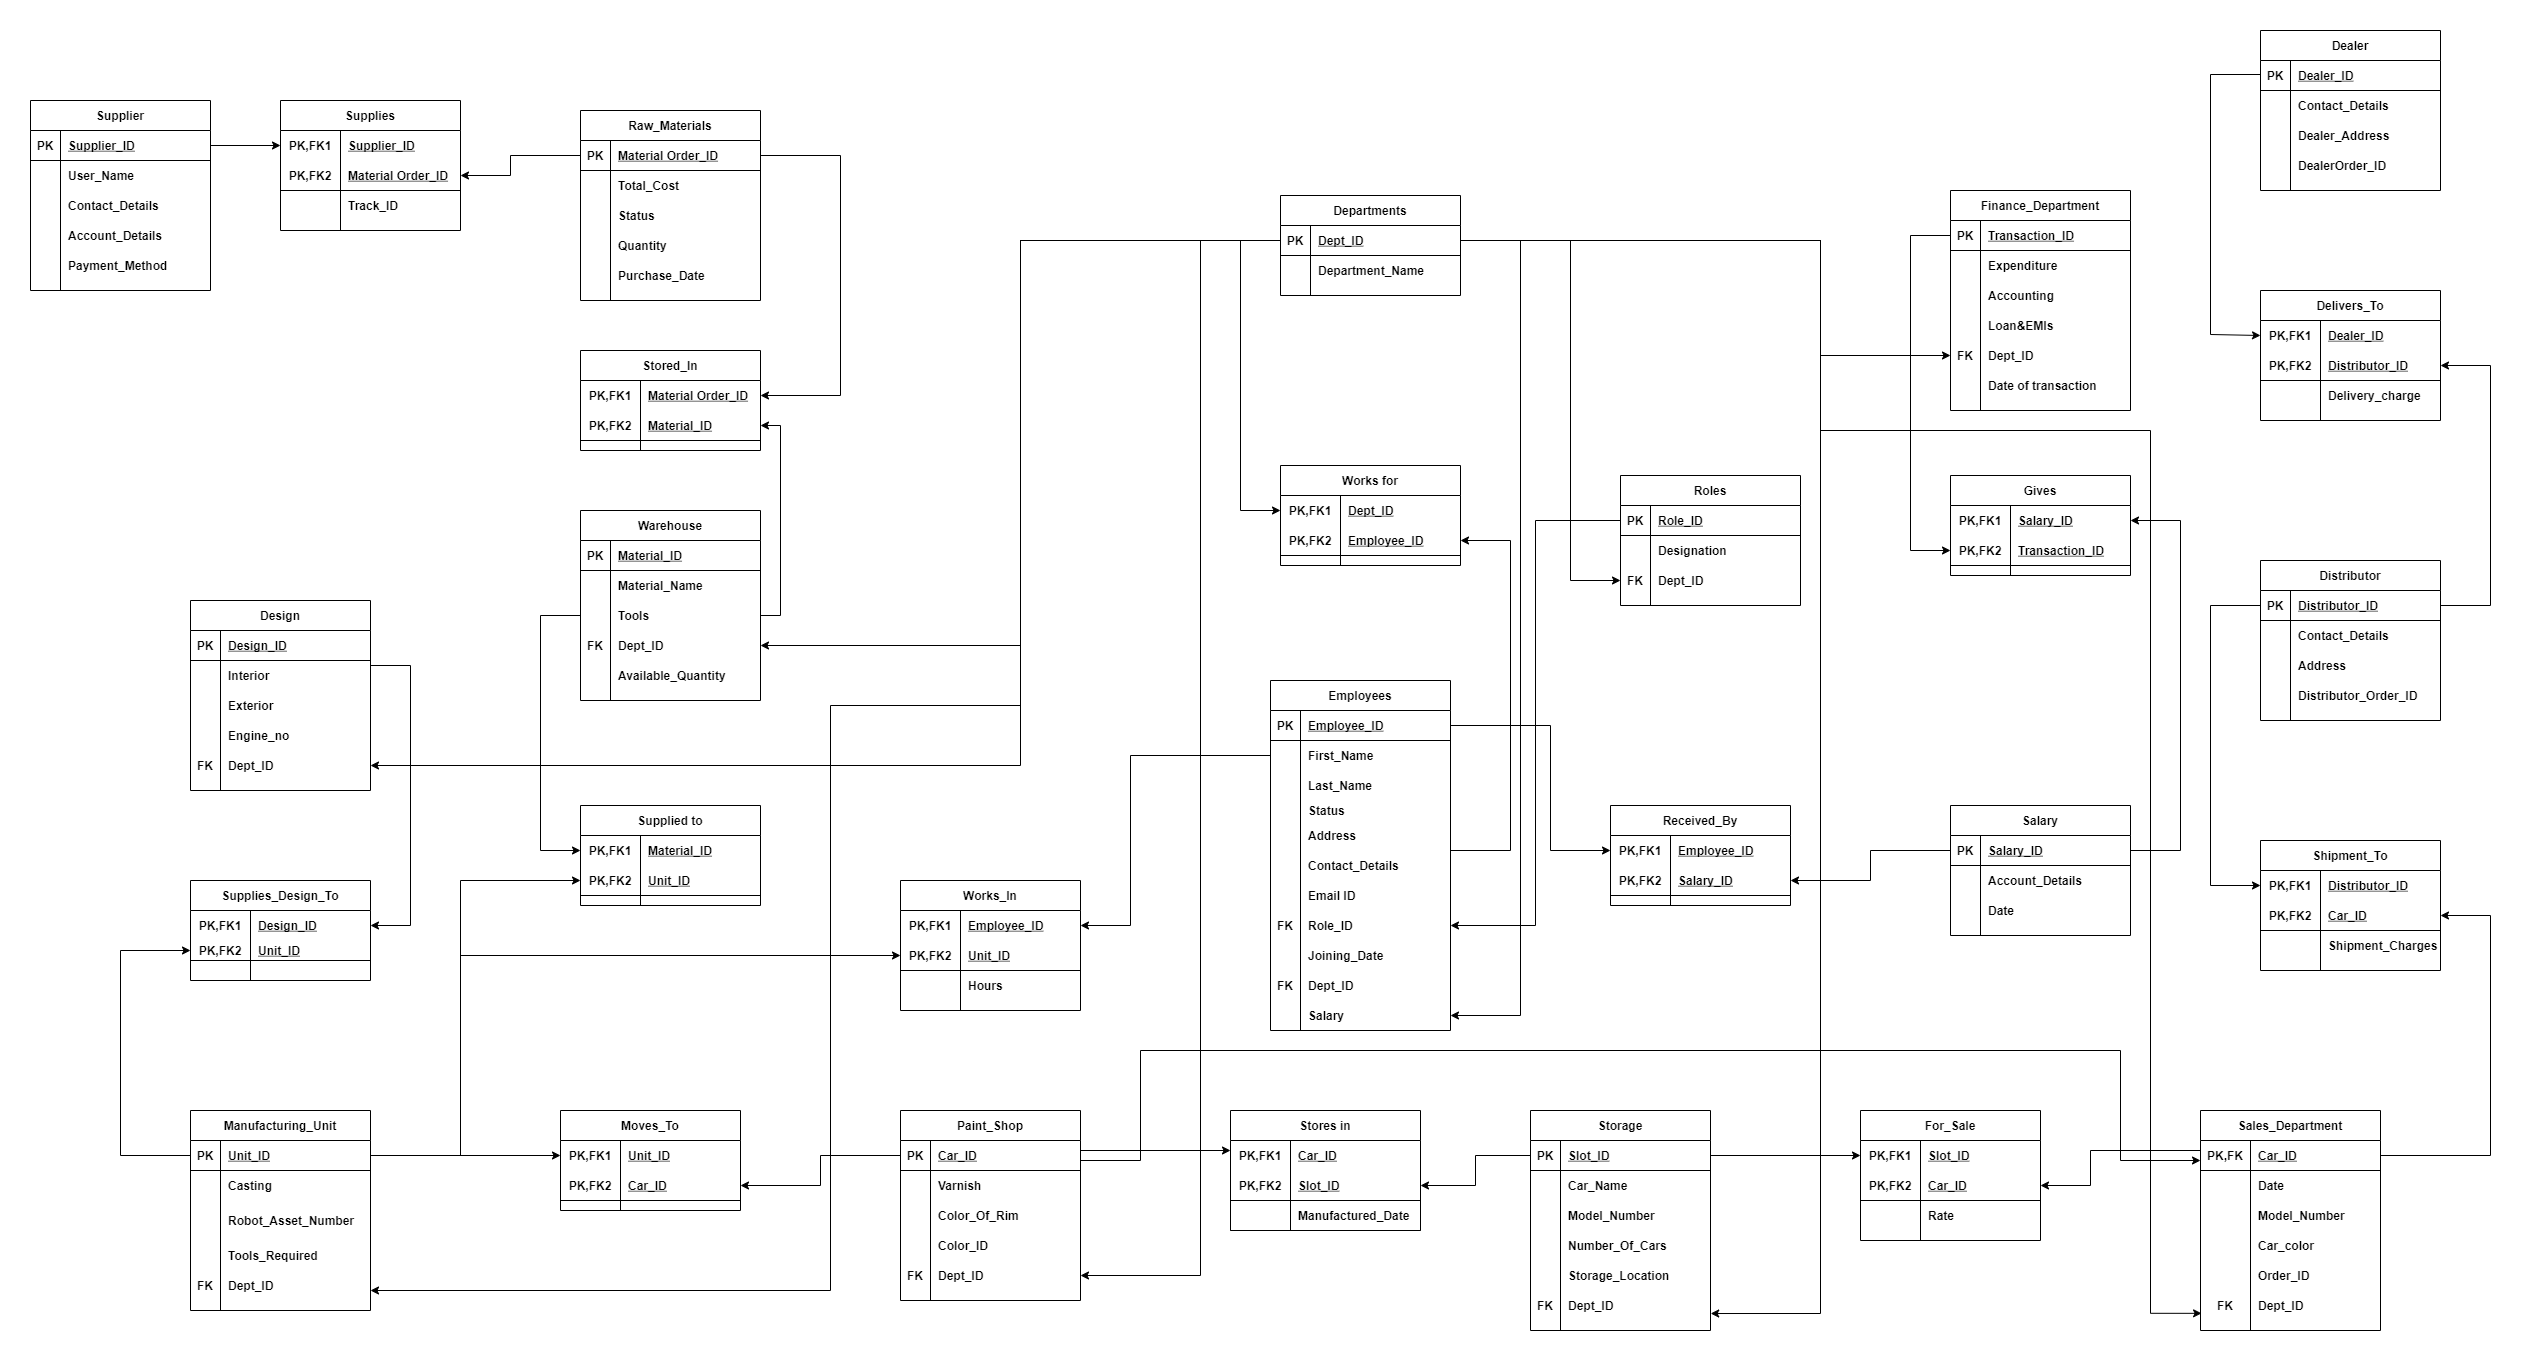 Supplier
PK Supplier_ID
User_Name
Contact_Details
Account_Details
Payment_Method
Supplies
PK,FK1 Supplier_ID
PK,FK2 Material Order_ID
Track_ID
Raw_Materials
PK Material Order_ID
Total_Cost
Status
Quantity
Purchase_Date
Departments
PK Dept_ID
Department_Name
Finance_Department
PK Transaction_ID
Expenditure
Accounting
Loan&EMIs
FK Dept_ID
Date of transaction
Dealer
PK Dealer_ID
Contact_Details
Dealer_Address
DealerOrder_ID
Delivers_To
PK,FK1 Dealer_ID
PK,FK2 Distributor_ID
Delivery_charge
Stored_In
PK,FK1 Material Order_ID
PK,FK2 Material_ID
Works for
PK,FK1 Dept_ID
PK,FK2 Employee_ID
Roles
PK Role_ID
Designation
FK Dept_ID
Gives
PK,FK1 Salary_ID
PK,FK2 Transaction_ID
Warehouse
PK Material_ID
Material_Name
Tools
FK Dept_ID
Available_Quantity
Distributor
PK Distributor_ID
Contact_Details
Address
Distributor_Order_ID
Design
PK Design_ID
Interior
Exterior
Engine_no
FK Dept_ID
Employees
PK Employee_ID
First_Name
Last_Name
Status
Address
Contact_Details
Email ID
FK Role_ID
Joining_Date
FK Dept_ID
Salary
Supplied to
PK,FK1 Material_ID
PK,FK2 Unit_ID
Received_By
PK,FK1 Employee_ID
PK,FK2 Salary_ID
Salary
PK Salary_ID
Account_Details
Date
Shipment_To
PK,FK1 Distributor_ID
PK,FK2 Car_ID
Shipment_Charges
Supplies_Design_To
PK,FK1 Design_ID
PK,FK2 Unit_ID
Works_In
PK,FK1 Employee_ID
PK,FK2 Unit_ID
Hours
Manufacturing_Unit
PK Unit_ID
Casting
Robot_Asset_Number
Tools_Required
FK Dept_ID
Moves_To
PK,FK1 Unit_ID
PK,FK2 Car_ID
Paint_Shop
PK Car_ID
Varnish
Color_Of_Rim
Color_ID
FK Dept_ID
Stores in
PK,FK1 Car_ID
PK,FK2 Slot_ID
Manufactured_Date
Storage
PK Slot_ID
Car_Name
Model_Number
Number_Of_Cars
Storage_Location
FK Dept_ID
For_Sale
PK,FK1 Slot_ID
PK,FK2 Car_ID
Rate
Sales_Department
PK,FK Car_ID
Date
Model_Number
Car_color
Order_ID
FK Dept_ID